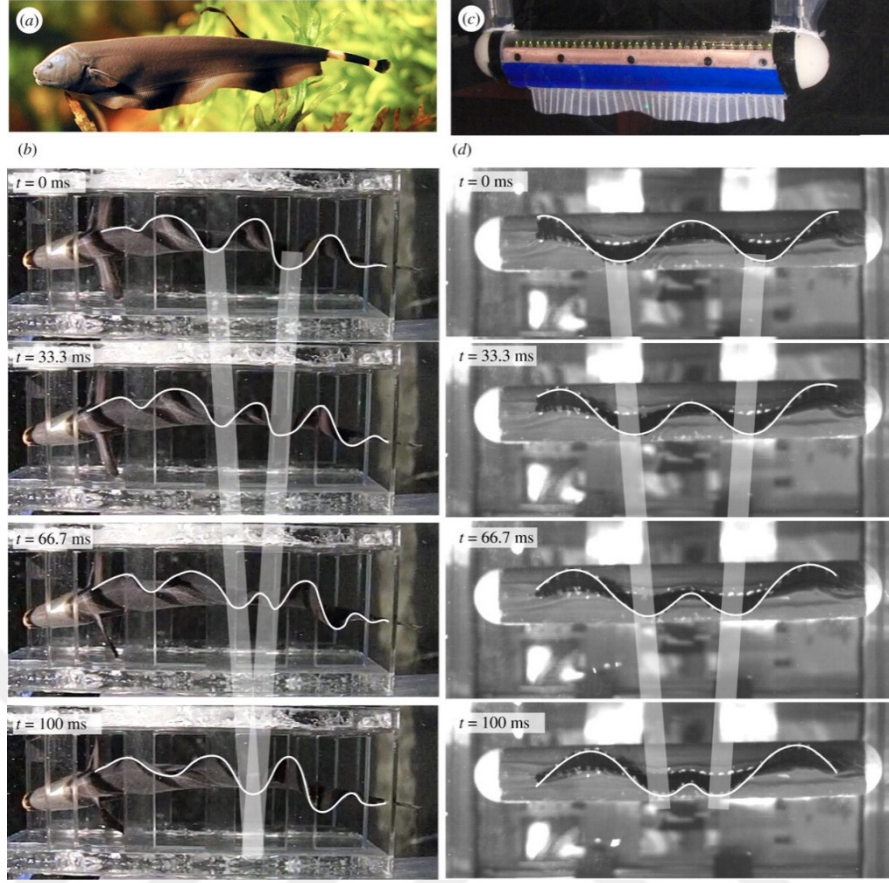 (a)
(c)
(b)
(d)
t = 0 ms
t = 0 ms
t = 33.3 ms
t = 33.3 ms
t = 66.7 ms
t = 66.7 ms
t = 100 ms
t = 100 ms